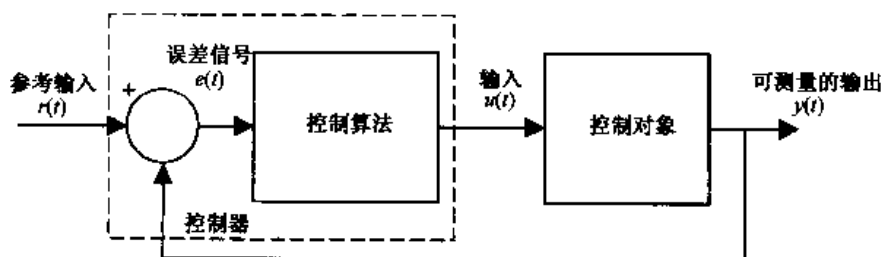 参考输入
r(t)
+
误差信号
e(t)
控制算法
控制器
输入
u(t)
控制对象
可测量的输出
y(t)